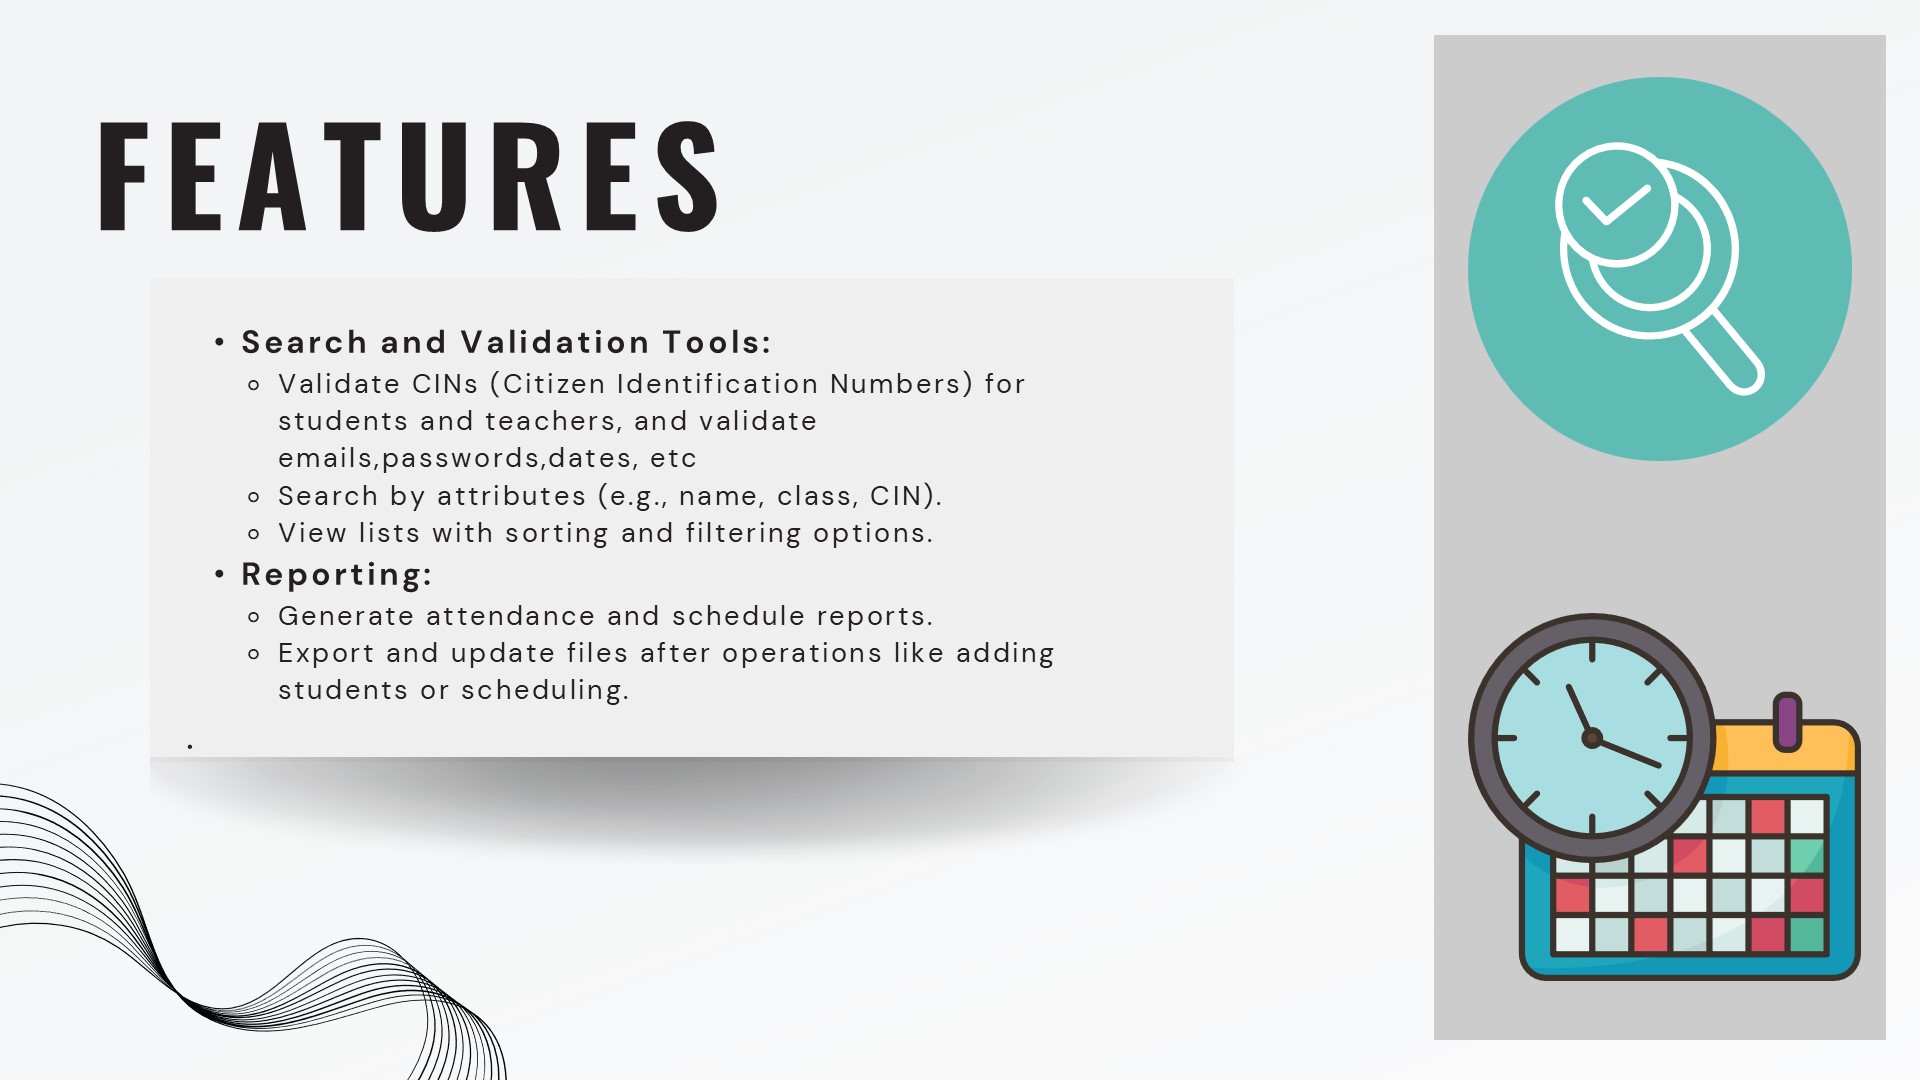 FEATURES
• Search and Validation Tools:
◦ Validate CINs (Citizen Identification Numbers) for
students and teachers, and validate
emails,passwords,dates, etc
◦ Search by attributes (e.g., name, class, CIN).
◦ View lists with sorting and filtering options.
• Reporting:
◦ Generate attendance and schedule reports.
◦ Export and update files after operations like adding
students or scheduling.
.